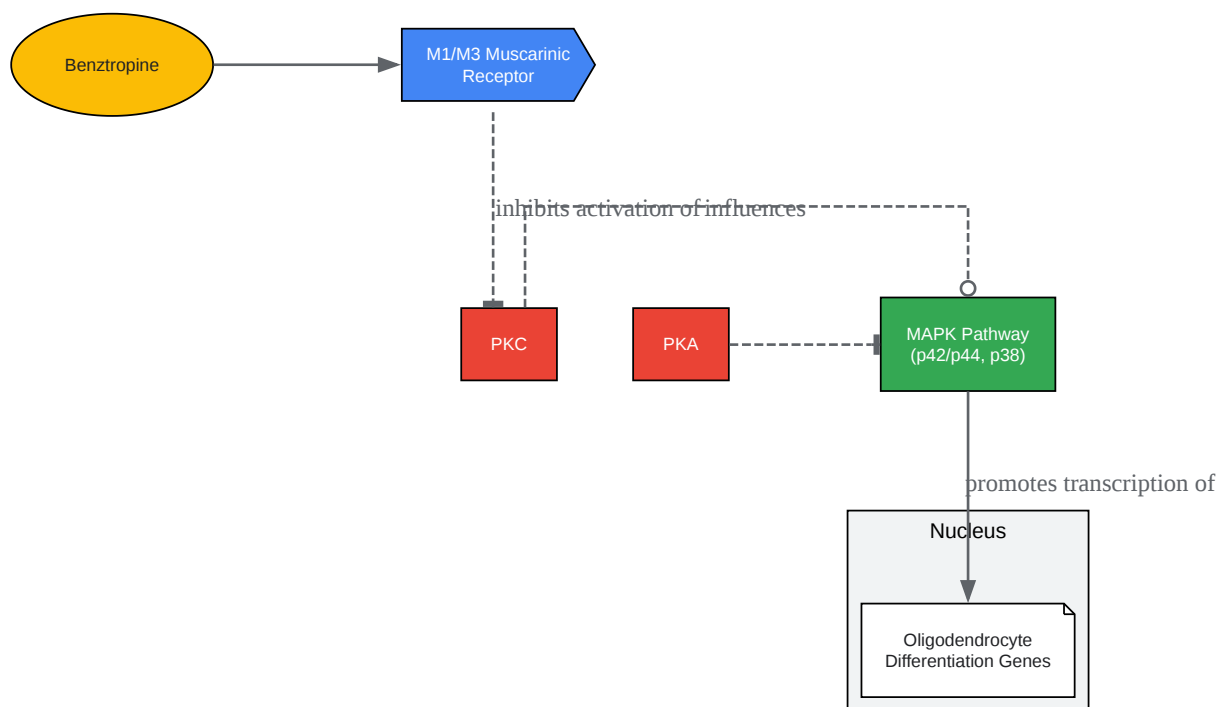 Benztropine
M1/M3 Muscarinic
Receptor
inhibits activation of
influences
PKC
PKA
MAPK Pathway
(p42/p44, p38)
promotes transcription of
Nucleus
Oligodendrocyte
Differentiation Genes